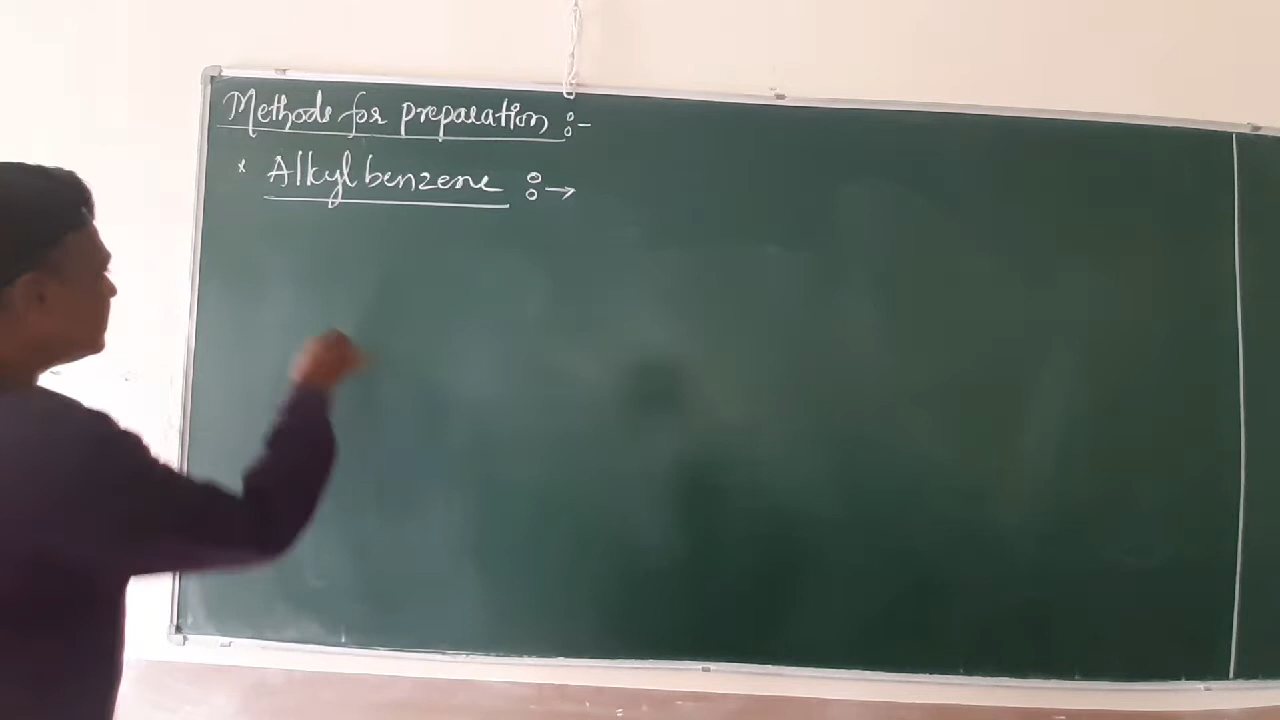 Methods for preparation :-
* Alkyl benzene :→